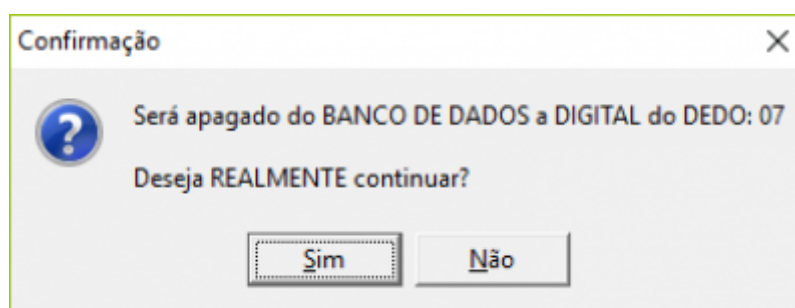 Confirmação
Será apagado do BANCO DE DADOS a DIGITAL do DEDO: 07
Deseja REALMENTE continuar?
Sim
Não